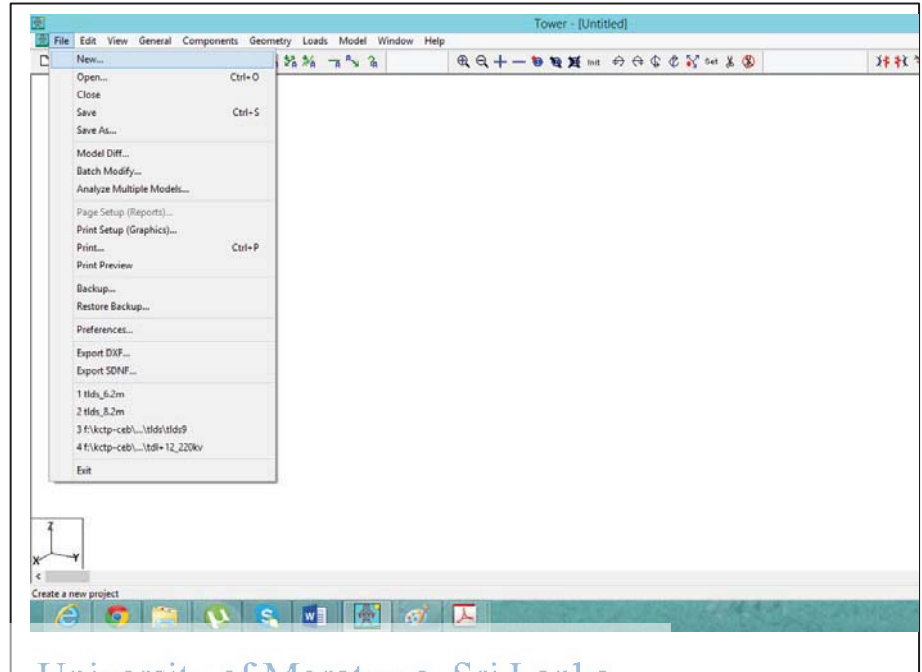 Tower - [Untitled]
File Edit View General Components Geometry Loads Model Window Help
New...
Init
Set
Open... Ctrl+O
Close
Save Ctrl+S
Save As...
Model Diff...
Batch Modify...
Analyze Multiple Models...
Page Setup (Reports)...
Print Setup (Graphics)...
Print... Ctrl+P
Print Preview
Backup...
Restore Backup...
Preferences...
Export DXF...
Export SDNF...
1 tlds_6.2m
2 tlds_8.2m
3 f:\kctp-ceb\...\tlds\tlds9
4 f:\kctp-ceb\...\tdl+12_220kv
Exit
Z
X Y
Create a new project